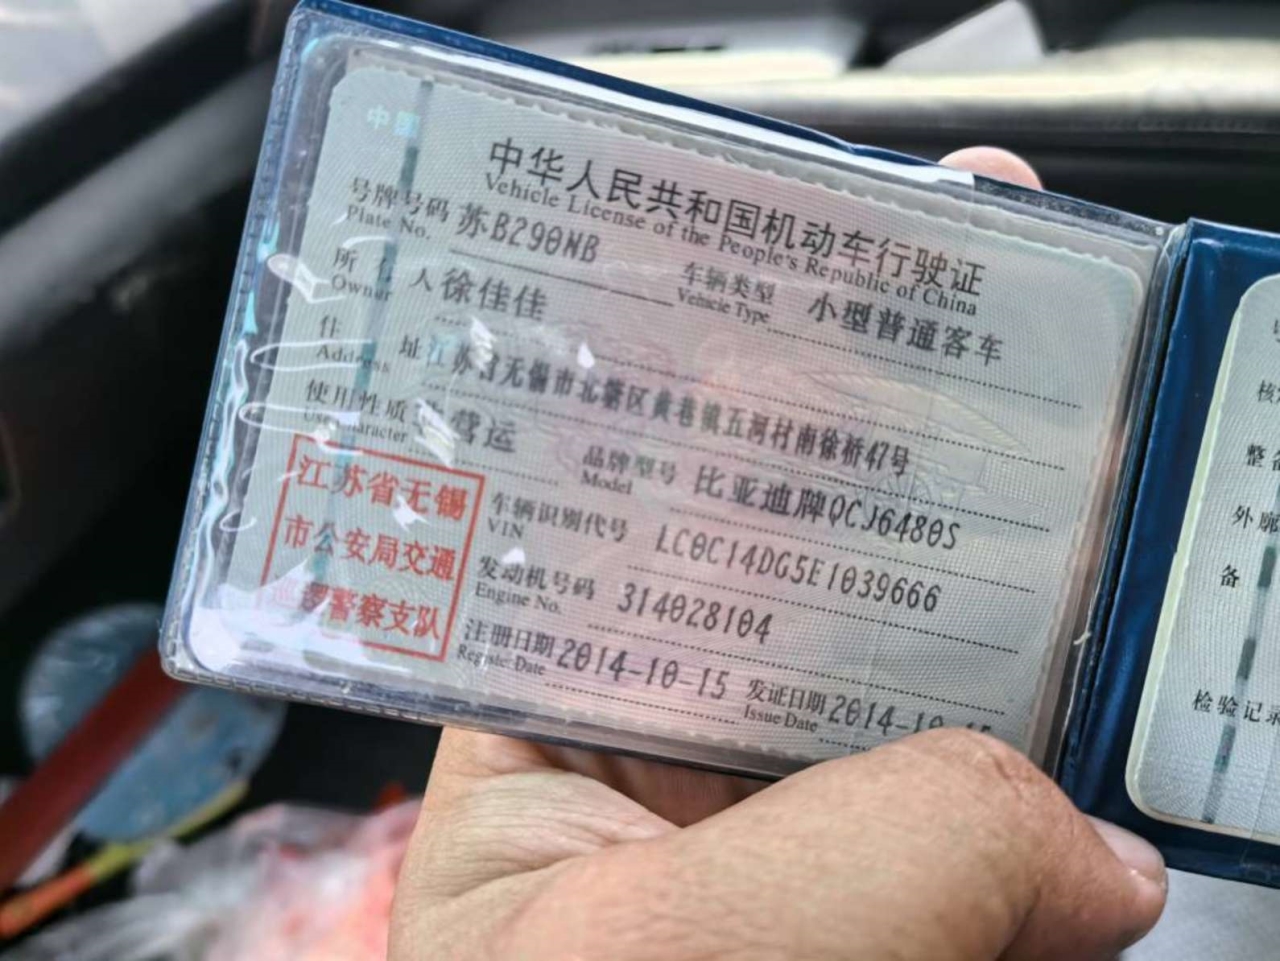 中国
中华人民共和国机动车行驶证
Vehicle License of the People's Republic of China
号牌号码 苏B290NB 车辆类型 小型普通客车
Plate No. Vehicle Type
所有人 徐佳佳
Owner
住址 江苏省无锡市北塘区黄巷镇五河村南徐桥47号
Address
使用性质 营运
Use Character
品牌型号 比亚迪牌QCJ6480S
Model
江苏省无锡
市公安局交通
警察支队
车辆识别代号 LC0C14DG5E1039666
VIN
发动机号码 314028104
Engine No.
注册日期 2014-10-15 发证日期 2014-10-15
Register Date Issue Date
核
整备
外廓
备
检验记录